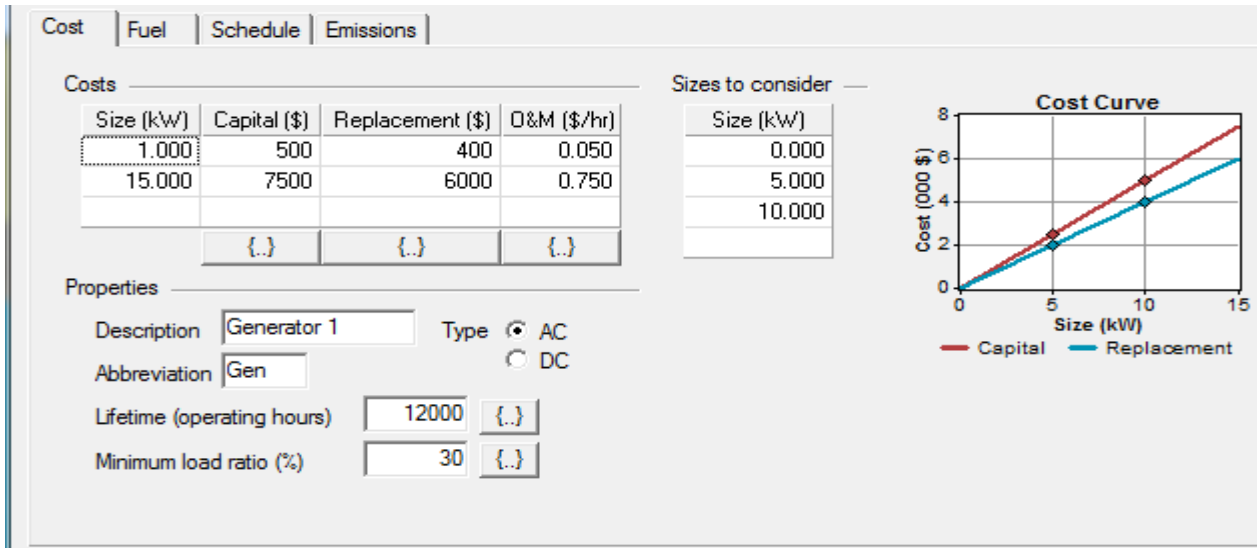 Cost Fuel Schedule Emissions
Costs
Size (kW) Capital ($) Replacement ($) O&M ($/hr)
1.000 500 400 0.050
15.000 7500 6000 0.750
{..} {..} {..}
Sizes to consider
Size (kW)
0.000
5.000
10.000
Cost Curve
Cost (000 $)
8
6
4
2
0
0 5 10 15
Size (kW)
Capital Replacement
Properties
Description Generator 1 Type AC
DC
Abbreviation Gen
Lifetime (operating hours) 12000 {..}
Minimum load ratio (%) 30 {..}